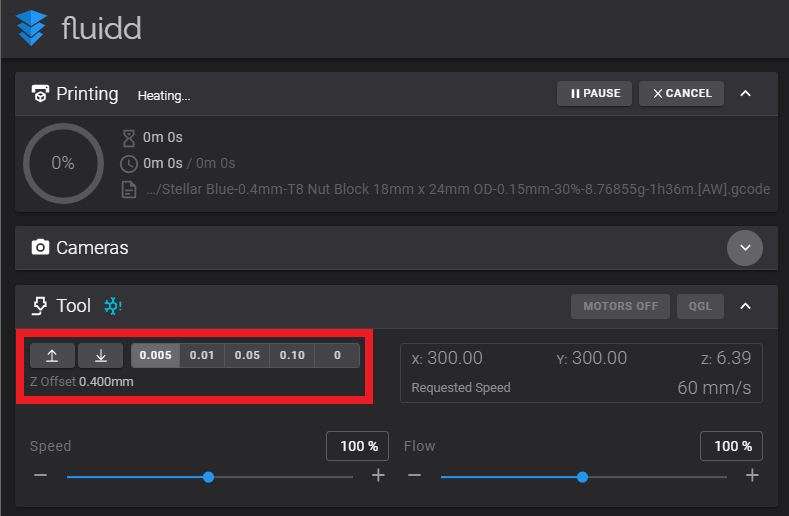 fluidd
Printing Heating... PAUSE CANCEL
0% 0m 0s
0m 0s / 0m 0s
.../Stellar Blue-0.4mm-T8 Nut Block 18mm x 24mm OD-0.15mm-30%-8.76855g-1h36m.[AW].gcode
Cameras
Tool MOTORS OFF QGL
0.005 0.01 0.05 0.10 0
Z Offset 0.400mm
X: 300.00 Y: 300.00 Z: 6.39
Requested Speed 60 mm/s
Speed 100 % Flow 100 %